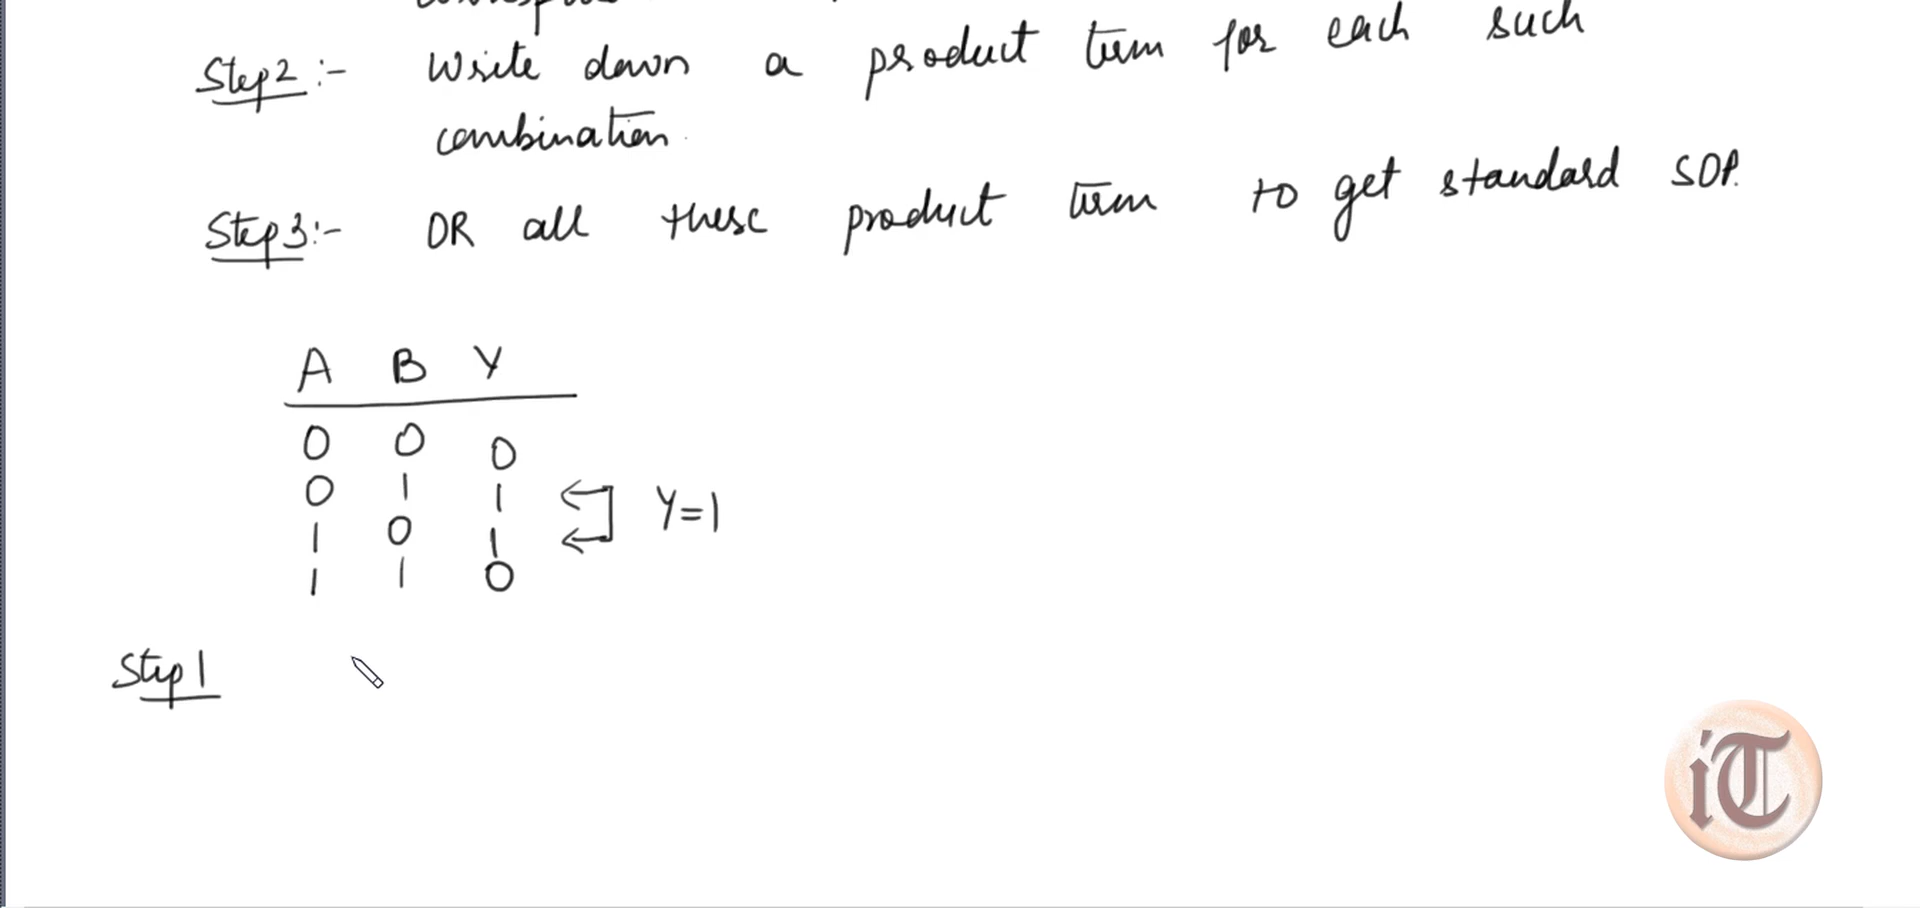 Step2 :- Write down a product term for each such
combination.
Step3:- OR all these product term to get standard SOP.
A B Y
0 0 0
0 1 1
1 0 1
1 1 0
Y=1
Step1
iT